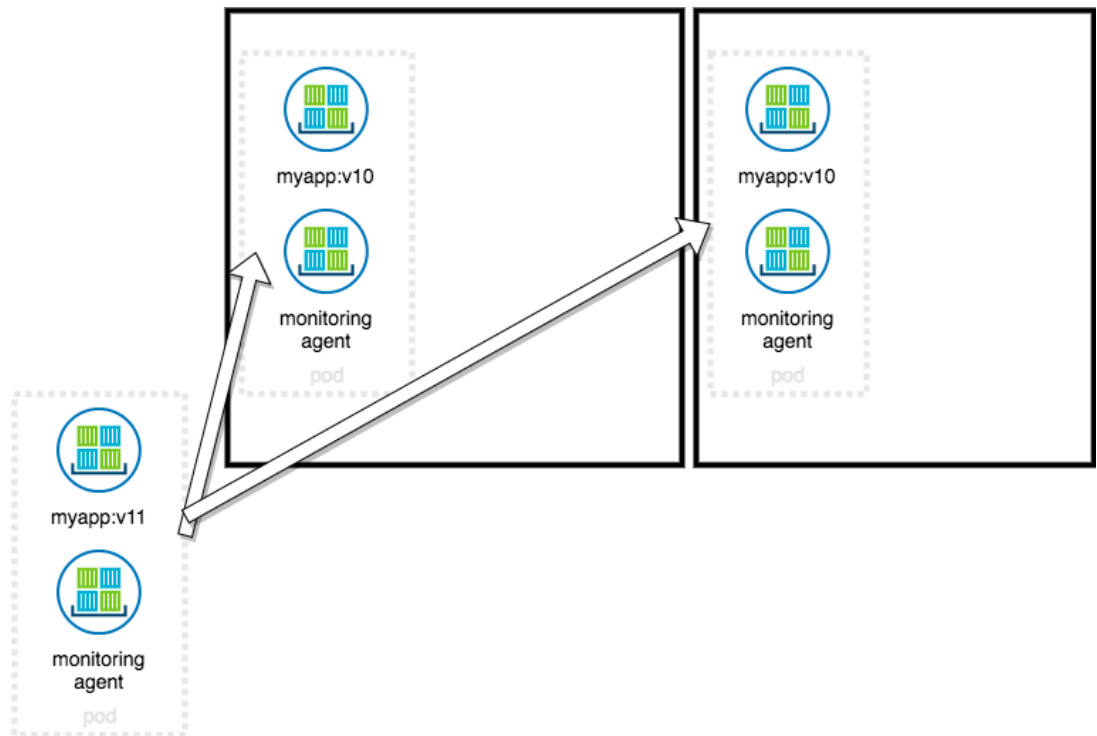 myapp:v10
monitoring
agent
pod
myapp:v10
monitoring
agent
pod
myapp:v11
monitoring
agent
pod